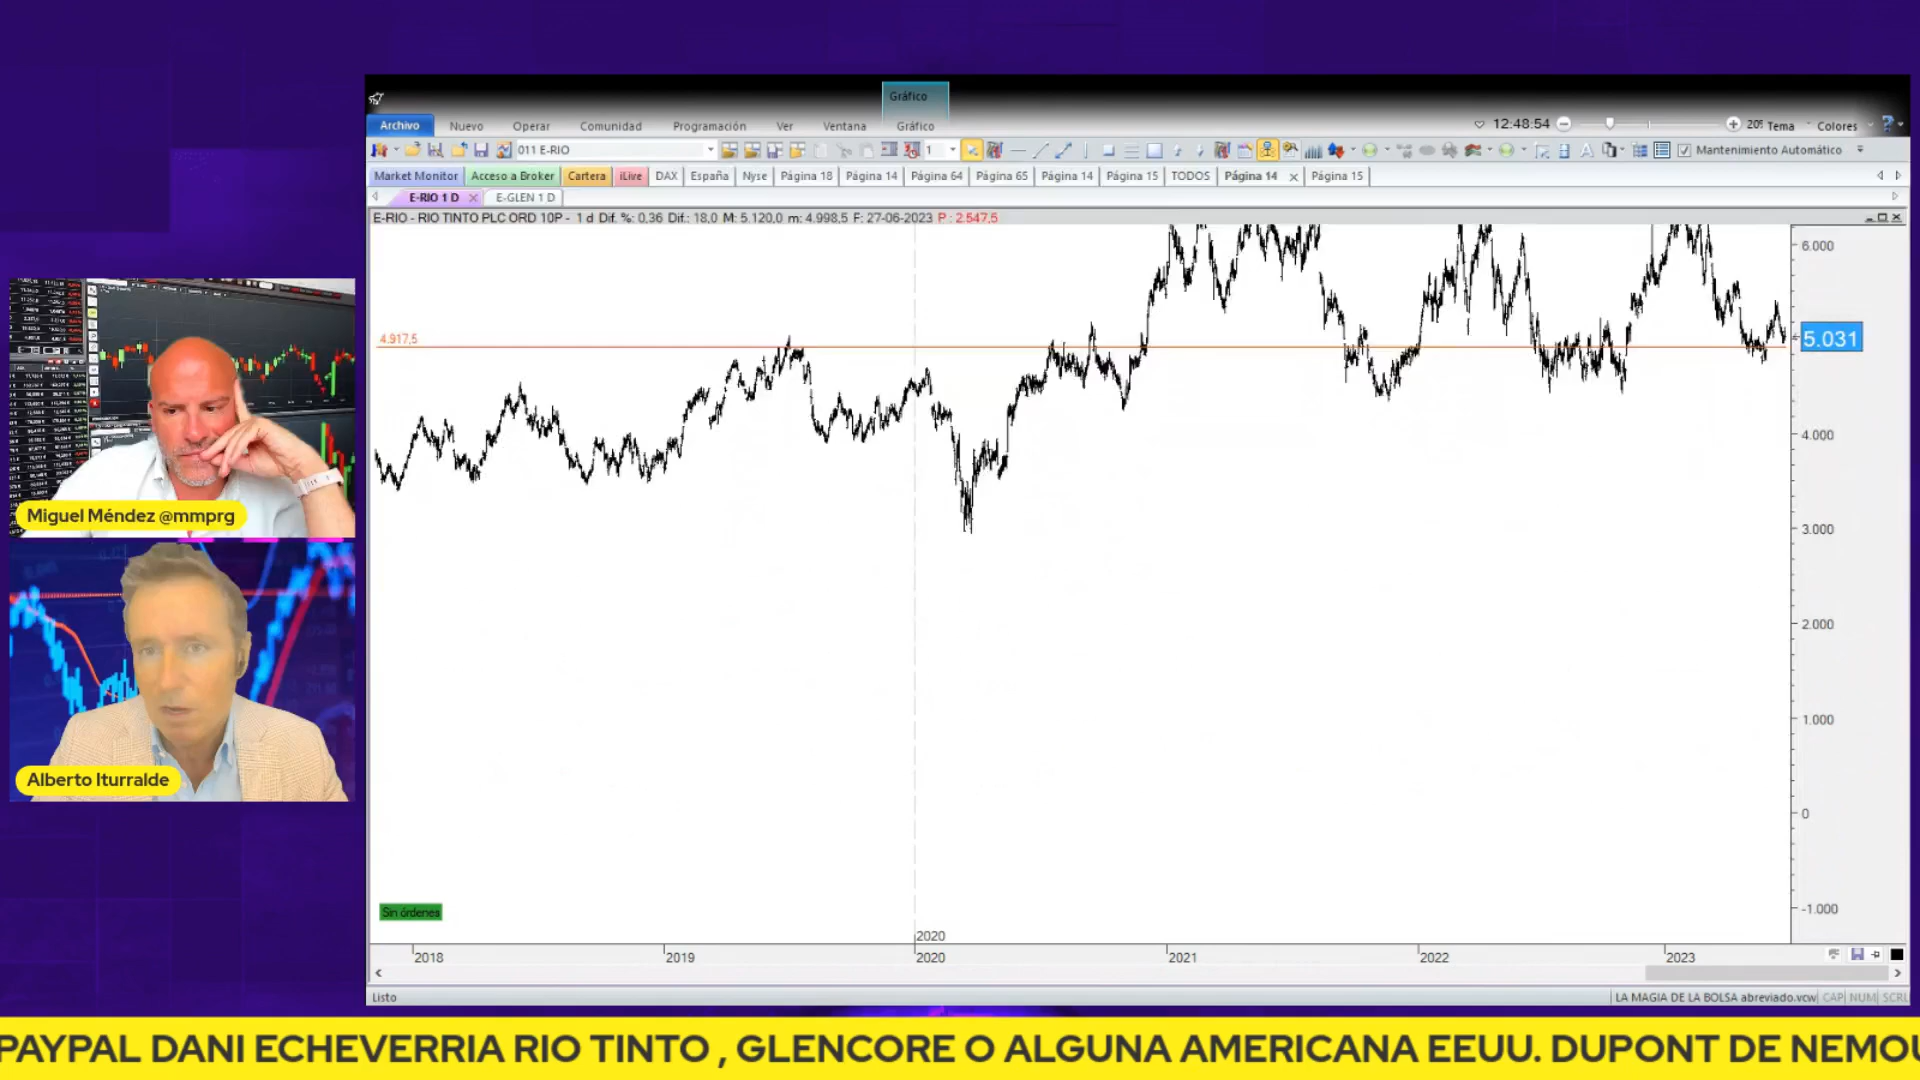 Gráfico
Archivo Nuevo Operar Comunidad Programación Ver Ventana Gráfico
12:48:54
Tema Colores
011 E-RIO
1
Mantenimiento Automático
Market Monitor Acceso a Broker Cartera iLive DAX España Nyse Página 18 Página 14 Página 64 Página 65 Página 14 Página 15 TODOS Página 14 Página 15
E-RIO 1 D E-GLEN 1 D
E-RIO - RIO TINTO PLC ORD 10P - 1 d Dif. %: 0,36 Dif.: 18,0 M: 5.120,0 m: 4.998,5 F: 27-06-2023 P : 2.547,5
6.000
4.917,5
5.031
4.000
3.000
2.000
1.000
0
-1.000
Miguel Méndez @mmprg
Alberto Iturralde
Sin órdenes
2020
2018 2019 2020 2021 2022 2023
Listo
LA MAGIA DE LA BOLSA abreviado.vcw CAP NUM SCRL
PAYPAL DANI ECHEVERRIA RIO TINTO , GLENCORE O ALGUNA AMERICANA EEUU. DUPONT DE NEMOU